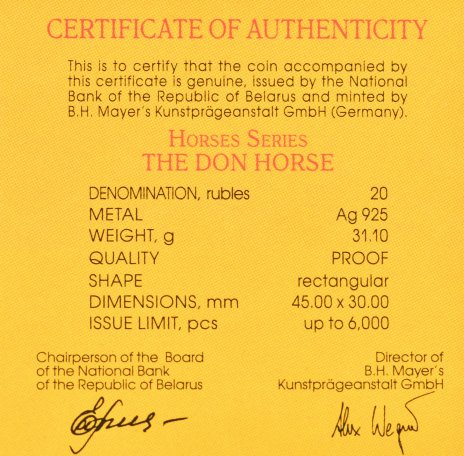 CERTIFICATE OF AUTHENTICITY
This is to certify that the coin accompanied by
this certificate is genuine, issued by the National
Bank of the Republic of Belarus and minted by
B.H. Mayer's Kunstprägeanstalt GmbH (Germany).
HORSES SERIES
THE DON HORSE
DENOMINATION, rubles 20
METAL Ag 925
WEIGHT, g 31.10
QUALITY PROOF
SHAPE rectangular
DIMENSIONS, mm 45.00 x 30.00
ISSUE LIMIT, pcs up to 6,000
Chairperson of the Board
of the National Bank
of the Republic of Belarus
Director of
B.H. Mayer's
Kunstprägeanstalt GmbH